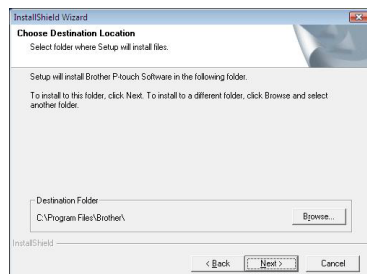 InstallShield Wizard
Choose Destination Location
Select folder where Setup will install files.
Setup will install Brother P-touch Software in the following folder.
To install to this folder, click Next. To install to a different folder, click Browse and select
another folder.
Destination Folder
C:\Program Files\Brother\
Browse...
InstallShield
< Back
Next >
Cancel